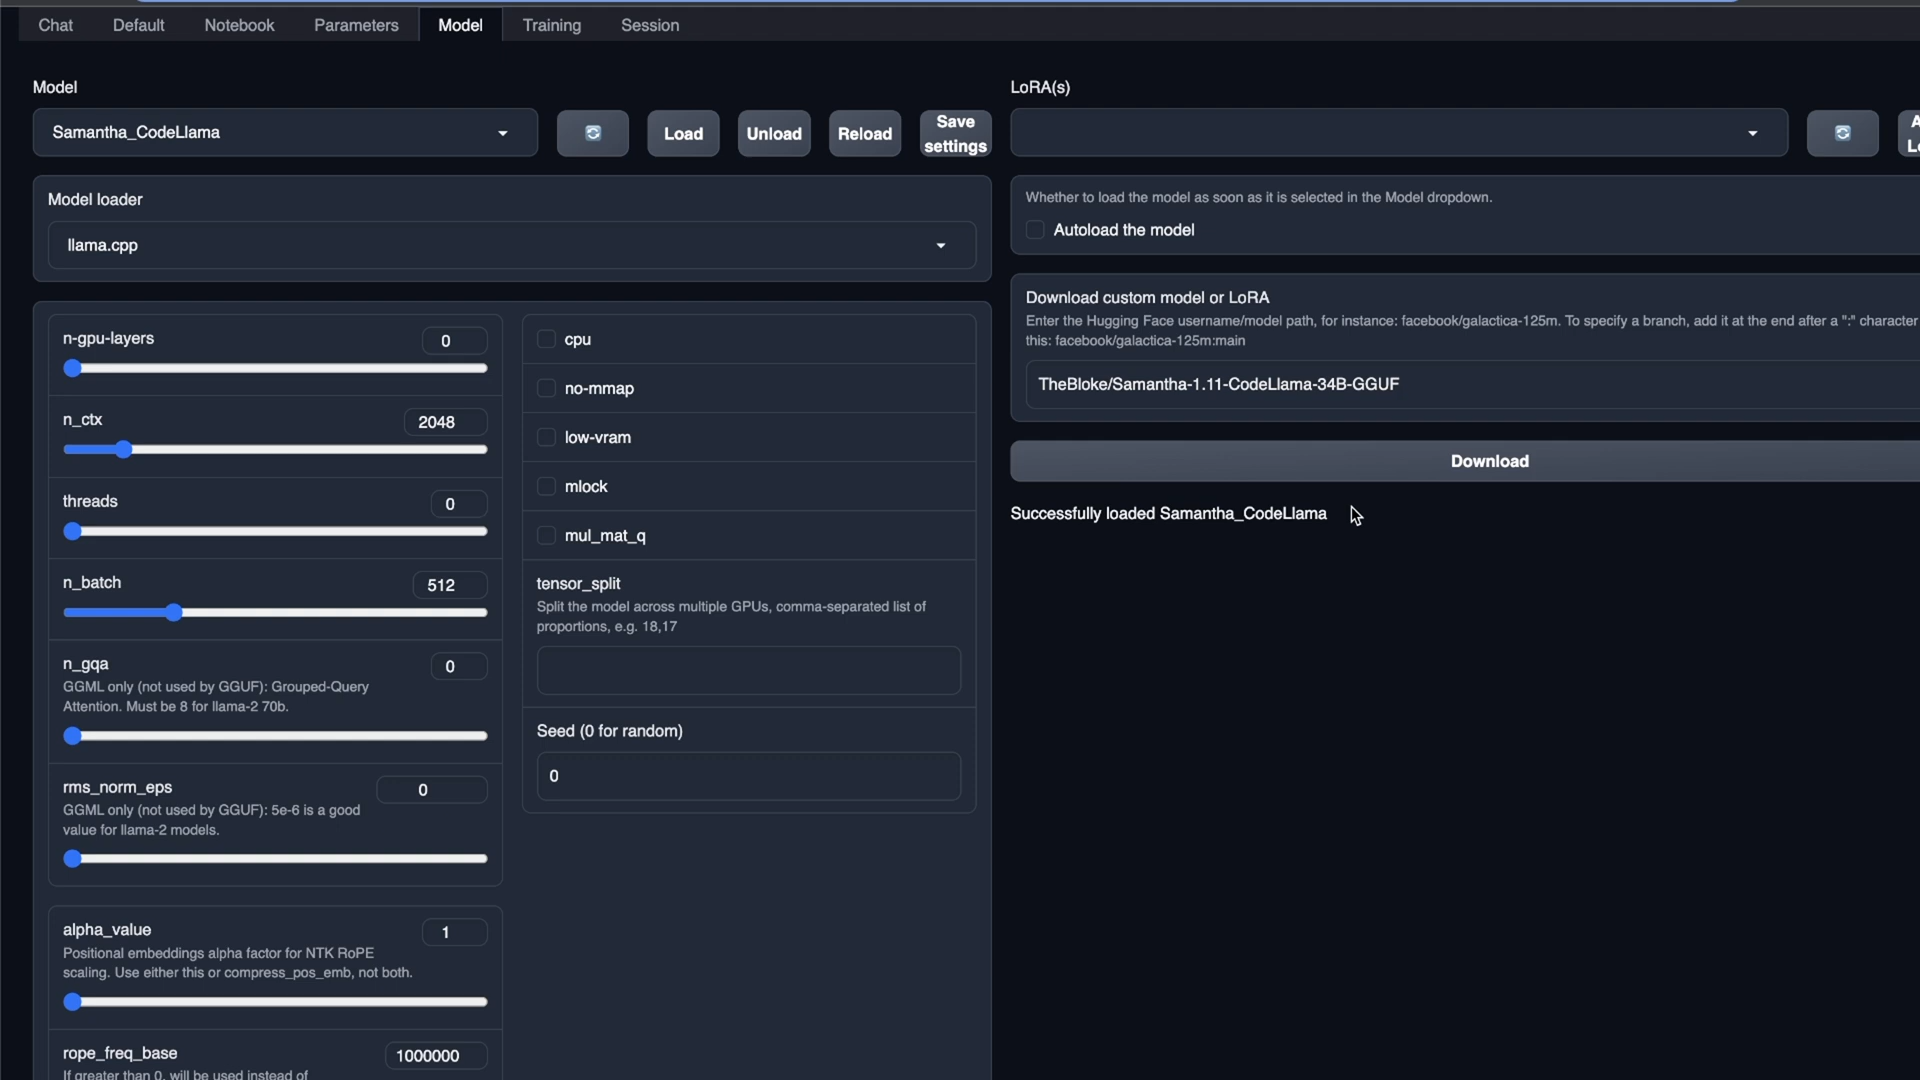 Chat Default Notebook Parameters Model Training Session
Model
Samantha_CodeLlama
Load
Unload
Reload
Save
settings
Model loader
llama.cpp
n-gpu-layers
0
n_ctx
2048
threads
0
n_batch
512
n_gqa
0
GGML only (not used by GGUF): Grouped-Query
Attention. Must be 8 for llama-2 70b.
rms_norm_eps
0
GGML only (not used by GGUF): 5e-6 is a good
value for llama-2 models.
alpha_value
1
Positional embeddings alpha factor for NTK RoPE
scaling. Use either this or compress_pos_emb, not both.
rope_freq_base
1000000
If greater than 0, will be used instead of
cpu
no-mmap
low-vram
mlock
mul_mat_q
tensor_split
Split the model across multiple GPUs, comma-separated list of
proportions, e.g. 18,17
Seed (0 for random)
0
LoRA(s)
Whether to load the model as soon as it is selected in the Model dropdown.
Autoload the model
Download custom model or LoRA
Enter the Hugging Face username/model path, for instance: facebook/galactica-125m. To specify a branch, add it at the end after a ":" character
this: facebook/galactica-125m:main
TheBloke/Samantha-1.11-CodeLlama-34B-GGUF
Download
Successfully loaded Samantha_CodeLlama